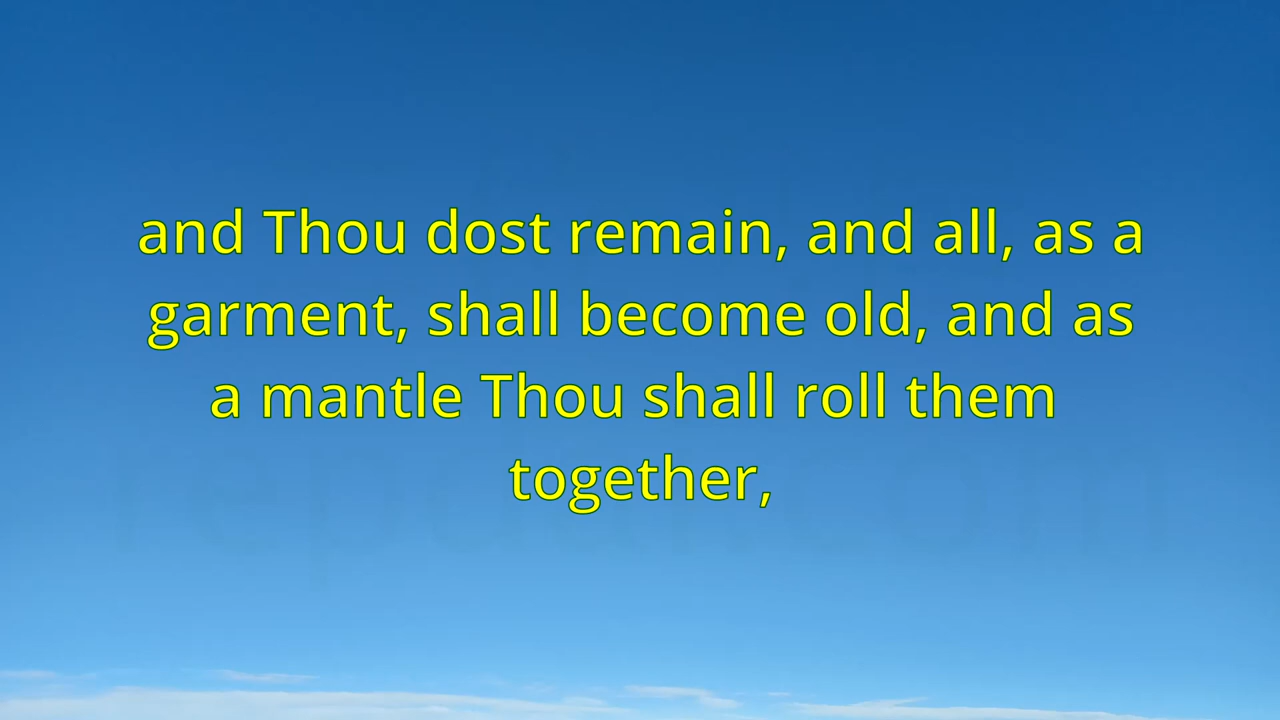 and Thou dost remain, and all, as a
garment, shall become old, and as
a mantle Thou shall roll them
together,